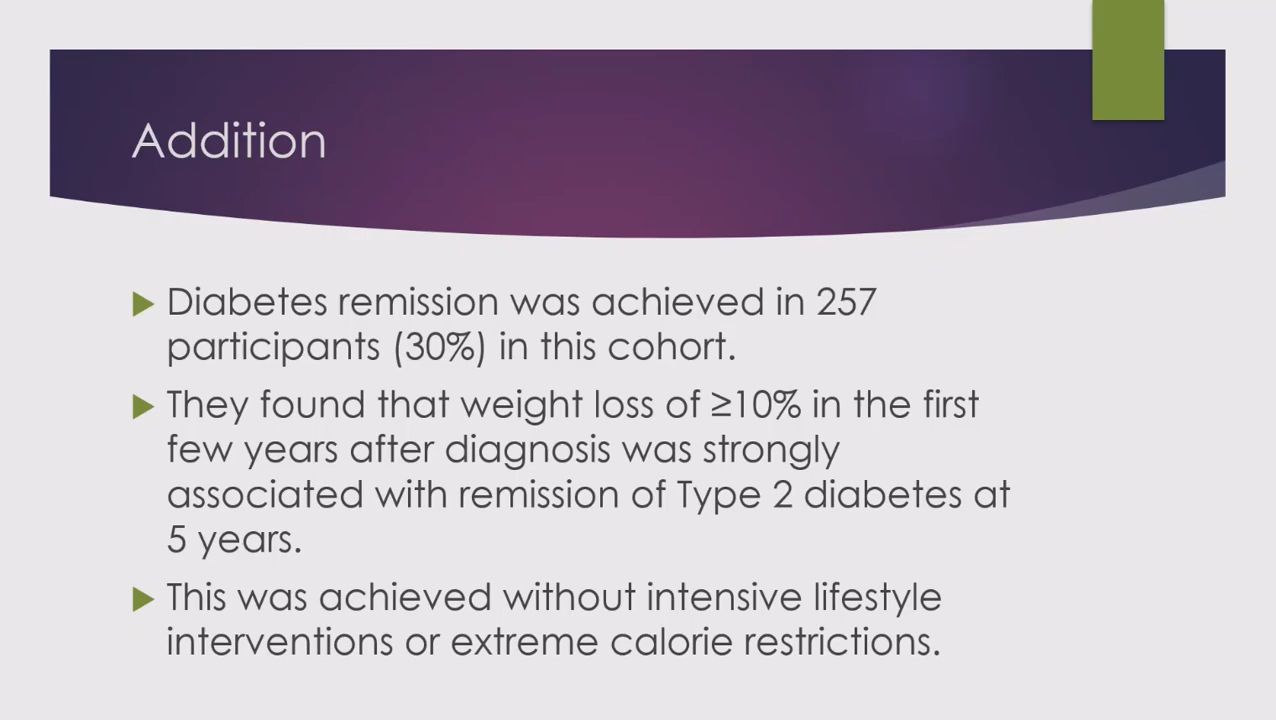 Addition
Diabetes remission was achieved in 257
participants (30%) in this cohort.
They found that weight loss of ≥10% in the first
few years after diagnosis was strongly
associated with remission of Type 2 diabetes at
5 years.
This was achieved without intensive lifestyle
interventions or extreme calorie restrictions.